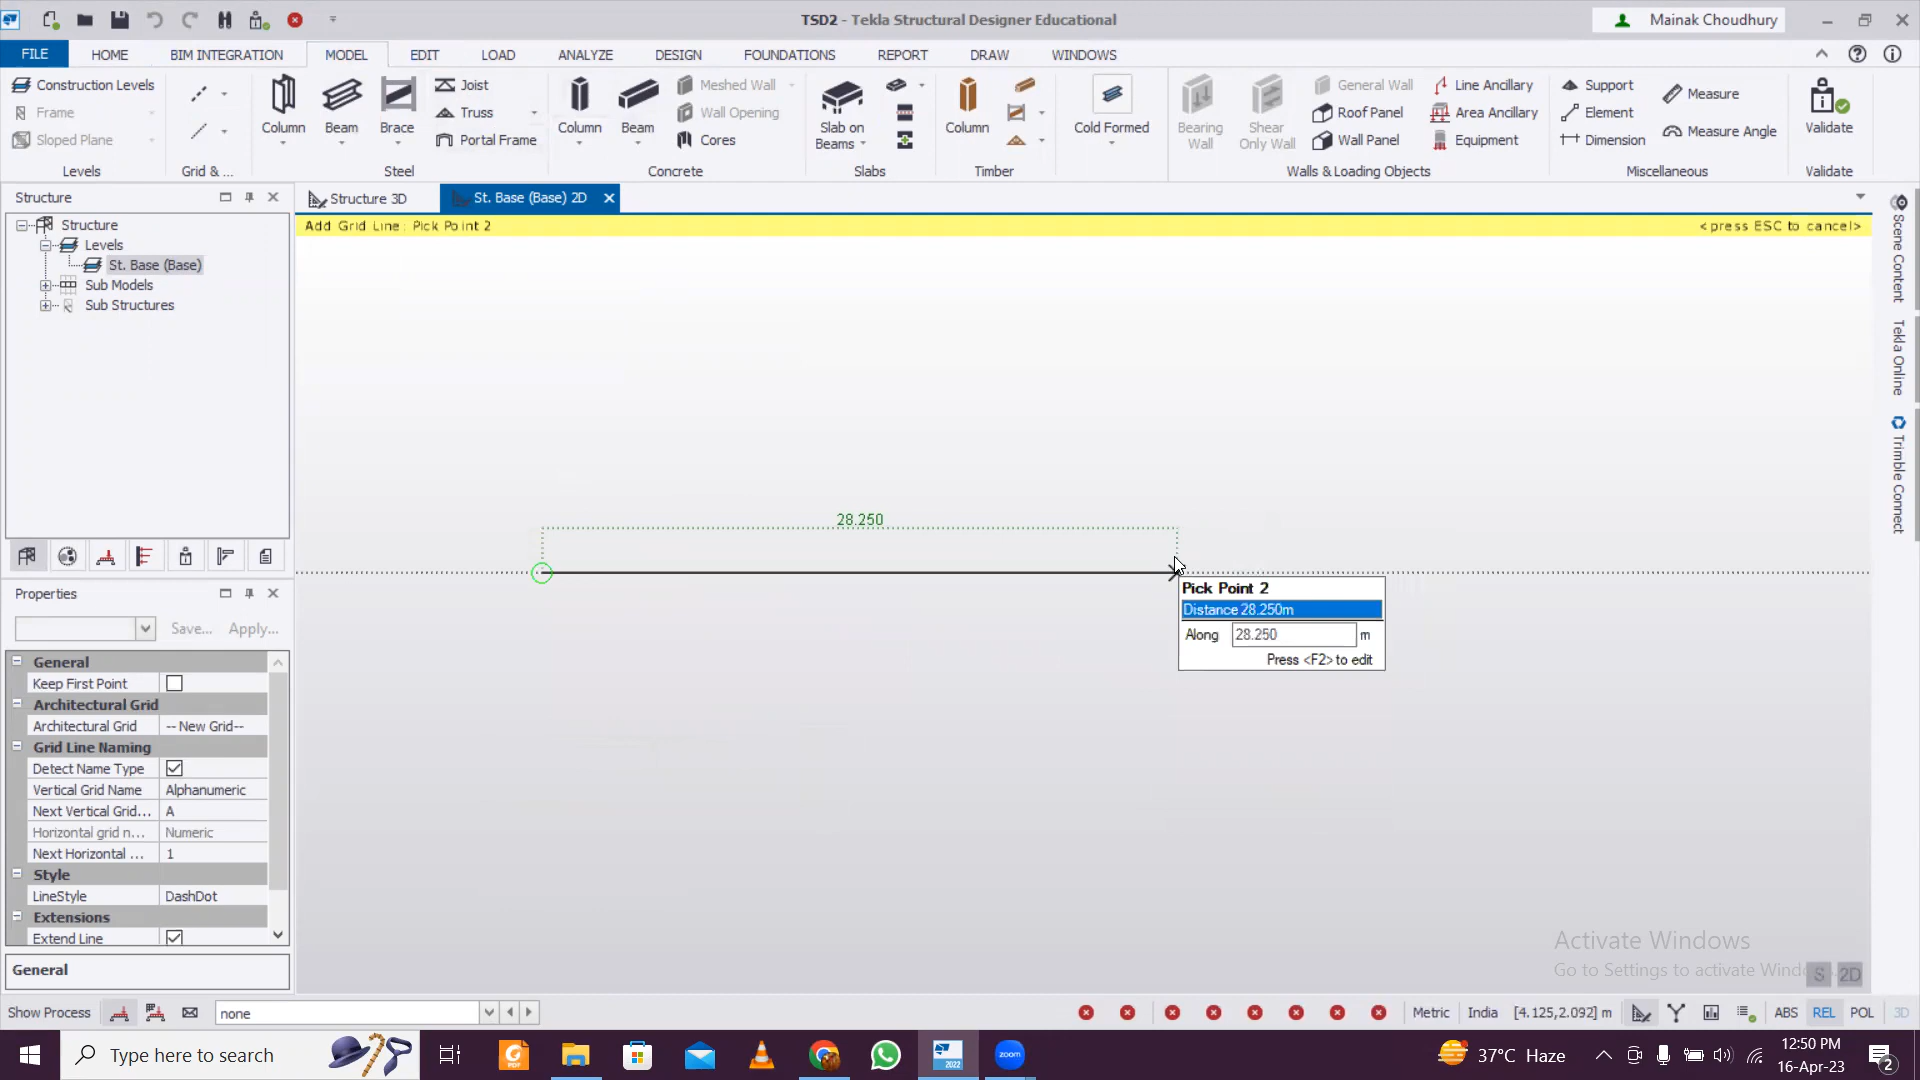 TSD2 - Tekla Structural Designer Educational
Mainak Choudhury
FILE HOME BIM INTEGRATION MODEL EDIT LOAD ANALYZE DESIGN FOUNDATIONS REPORT DRAW WINDOWS
Construction Levels
Frame
Sloped Plane
Levels
Grid & ...
Column
Beam
Brace
Joist
Truss
Portal Frame
Steel
Column
Beam
Meshed Wall
Wall Opening
Cores
Concrete
Slab on
Beams
Slabs
Column
Timber
Cold Formed
Bearing
Wall
Shear
Only Wall
General Wall
Roof Panel
Wall Panel
Line Ancillary
Area Ancillary
Equipment
Walls & Loading Objects
Support
Element
Dimension
Measure
Measure Angle
Miscellaneous
Validate
Validate
Structure
Structure
Levels
St. Base (Base)
Sub Models
Sub Structures
Structure 3D
St. Base (Base) 2D
Add Grid Line: Pick Point 2
<press ESC to cancel>
28.250
Pick Point 2
Distance 28.250m
Along 28.250 m
Press <F2> to edit
Scene Content
Tekla Online
Trimble Connect
Properties
Save... Apply...
General
Keep First Point
Architectural Grid
Architectural Grid -- New Grid--
Grid Line Naming
Detect Name Type
Vertical Grid Name Alphanumeric
Next Vertical Grid... A
Horizontal grid n... Numeric
Next Horizontal ... 1
Style
LineStyle DashDot
Extensions
Extend Line
General
Activate Windows
Go to Settings to activate Wind
S 2D
Show Process none
Metric India [4.125,2.092] m ABS REL POL 3D
Type here to search
PDF
2022
zoom
37°C Haze
12:50 PM
16-Apr-23
2